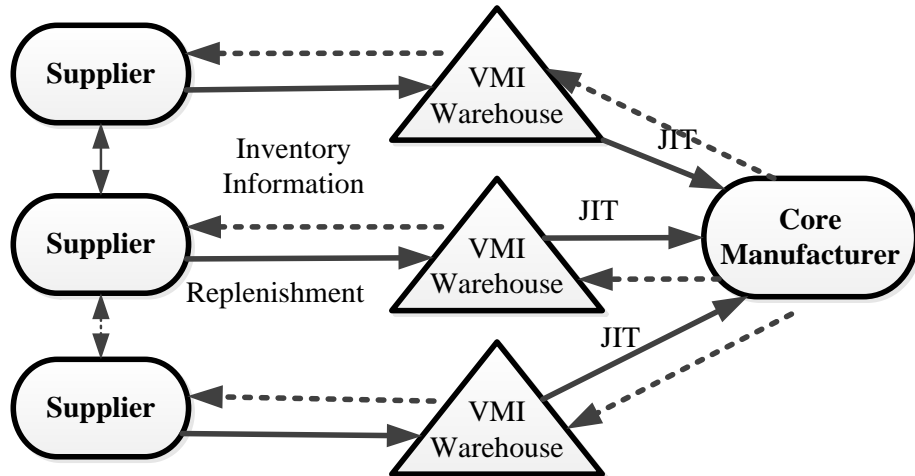 Supplier
VMI
Warehouse
JIT
Inventory
Information
Supplier
VMI
Warehouse
JIT
Core
Manufacturer
Replenishment
JIT
Supplier
VMI
Warehouse